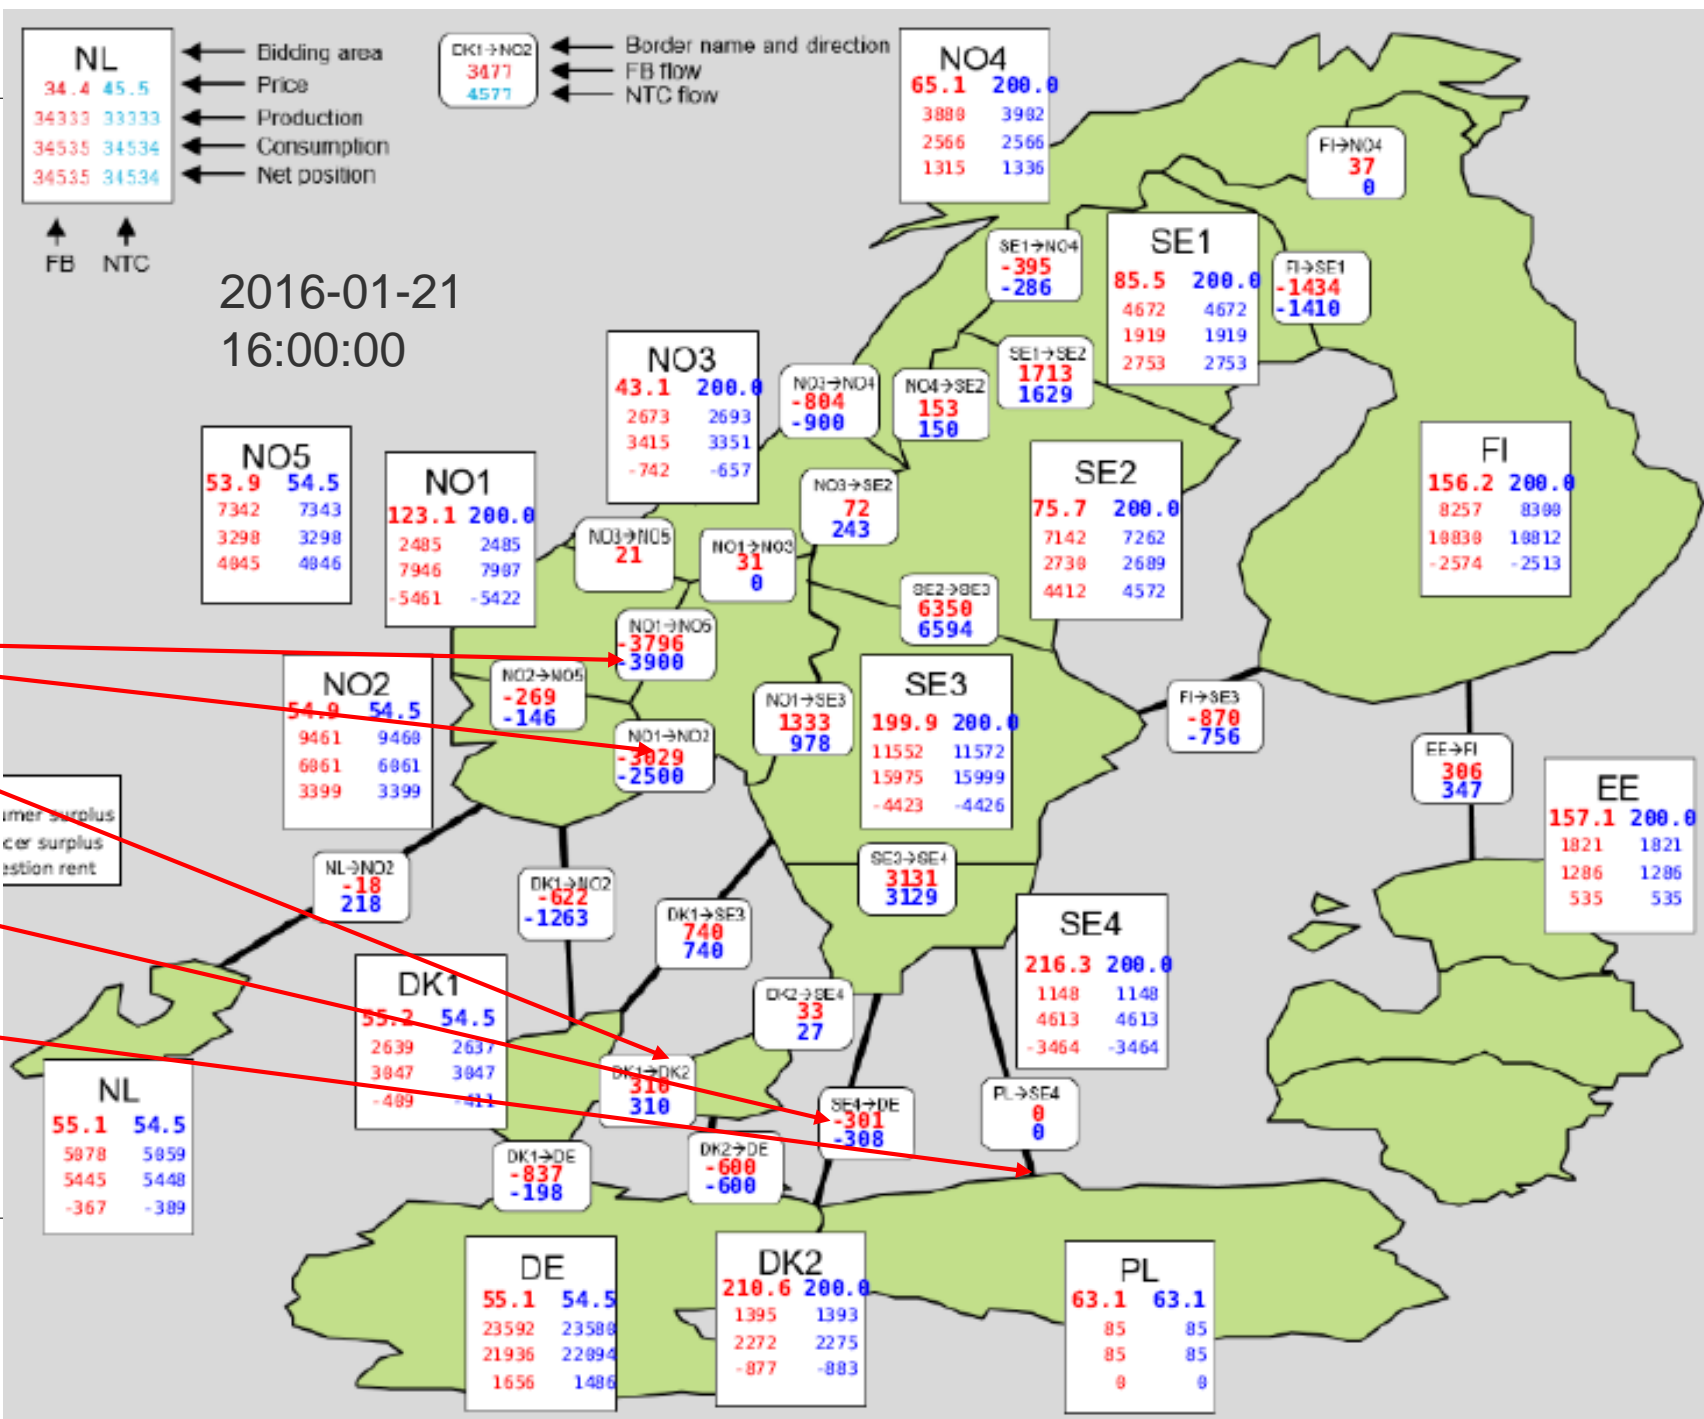 NL
34.4 45.5
34333 33333
34535 34534
34535 34534
Bidding area
Price
Production
Consumption
Net position
FB NTC
DK1→NO2
3477
4577
Border name and direction
FB flow
NTC flow
2016-01-21
16:00:00
NO4
65.1 200.0
3880 3902
2566 2566
1315 1336
FI→NO4
37
0
SE1→NO4
-395
-286
SE1
85.5 200.0
4672 4672
1919 1919
2753 2753
FI→SE1
-1434
-1410
NO3
43.1 200.0
2673 2693
3415 3351
-742 -657
NO3→NO4
-804
-900
NO4→SE2
153
150
SE1→SE2
1713
1629
NO5
53.9 54.5
7342 7343
3298 3298
4045 4046
NO1
123.1 200.0
2485 2485
7946 7907
-5461 -5422
NO3→SE2
72
243
SE2
75.7 200.0
7142 7262
2730 2689
4412 4572
FI
156.2 200.0
8257 8300
10830 10812
-2574 -2513
NO3→NO5
21
NO1→NO3
31
0
SE2→SE3
6350
6594
NO1→NO5
-3796
-3900
NO2
54.9 54.5
9461 9460
6061 6061
3399 3399
NO2→NO5
-269
-146
NO1→NO2
-3029
-2500
NO1→SE3
1333
978
SE3
199.9 200.0
11552 11572
15975 15999
-4423 -4426
FI→SE3
-870
-756
EE→FI
306
347
EE
157.1 200.0
1821 1821
1286 1286
535 535
umer surplus
cer surplus
estion rent
NL→NO2
-18
218
DK1→NO2
-622
-1263
DK1→SE3
740
740
SE3→SE4
3131
3129
SE4
216.3 200.0
1148 1148
4613 4613
-3464 -3464
DK1
55.2 54.5
2639 2637
3047 3047
-409 -411
DK2→SE4
33
27
NL
55.1 54.5
5078 5059
5445 5448
-367 -389
DK1→DK2
310
310
SE4→DE
-301
-308
PL→SE4
0
0
DK1→DE
-837
-198
DK2→DE
-600
-600
DE
55.1 54.5
23592 23580
21936 22094
1656 1486
DK2
210.6 200.0
1395 1393
2272 2275
-877 -883
PL
63.1 63.1
85 85
85 85
0 0